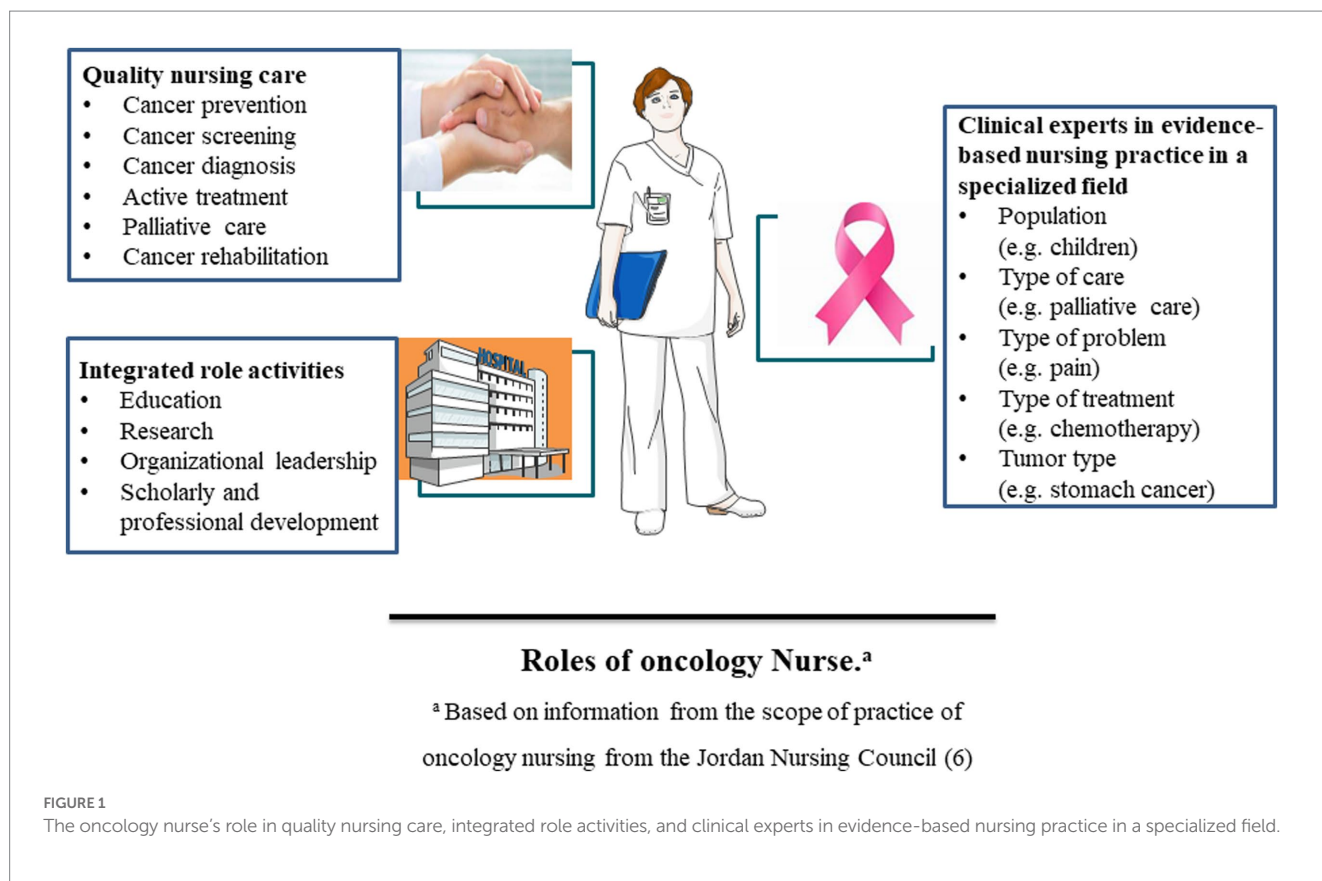 Quality nursing care
• Cancer prevention
• Cancer screening
• Cancer diagnosis
• Active treatment
• Palliative care
• Cancer rehabilitation
Integrated role activities
• Education
• Research
• Organizational leadership
• Scholarly and
professional development
HOSPITAL
Clinical experts in evidence-
based nursing practice in a
specialized field
• Population
(e.g. children)
• Type of care
(e.g. palliative care)
• Type of problem
(e.g. pain)
• Type of treatment
(e.g. chemotherapy)
• Tumor type
(e.g. stomach cancer)
Roles of oncology Nurse.ᵃ
ᵃ Based on information from the scope of practice of
oncology nursing from the Jordan Nursing Council (6)
FIGURE 1
The oncology nurse’s role in quality nursing care, integrated role activities, and clinical experts in evidence-based nursing practice in a specialized field.